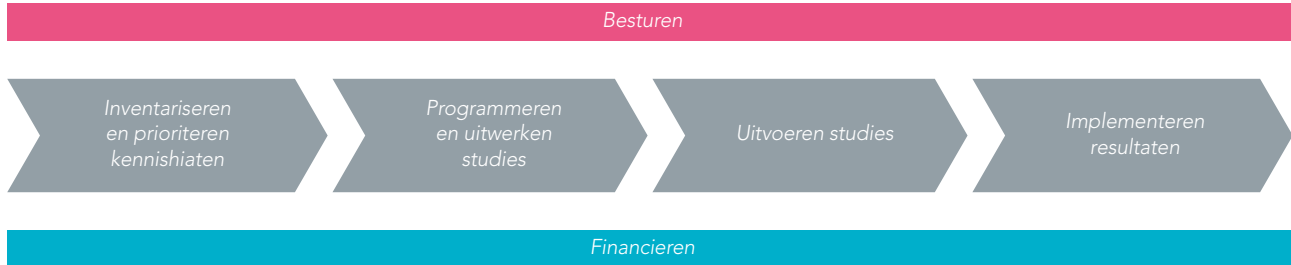 Besturen
Inventariseren
en prioriteren
kennishiaten
Programmeren
en uitwerken
studies
Uitvoeren studies
Implementeren
resultaten
Financieren